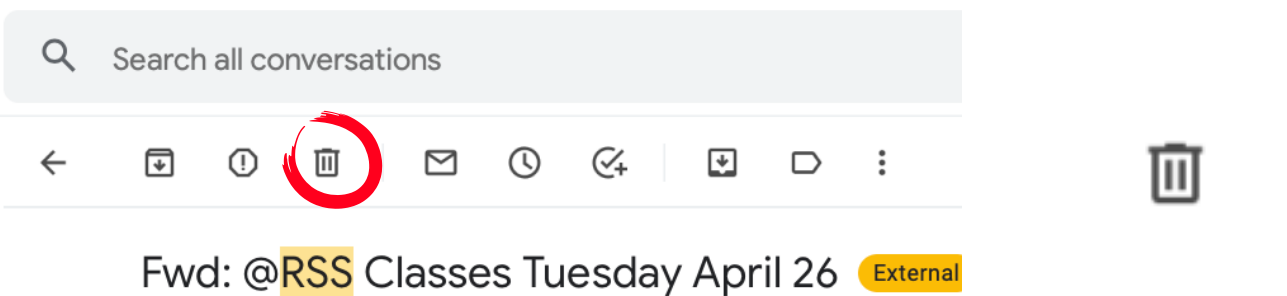 Search all conversations
Fwd: @RSS Classes Tuesday April 26 External